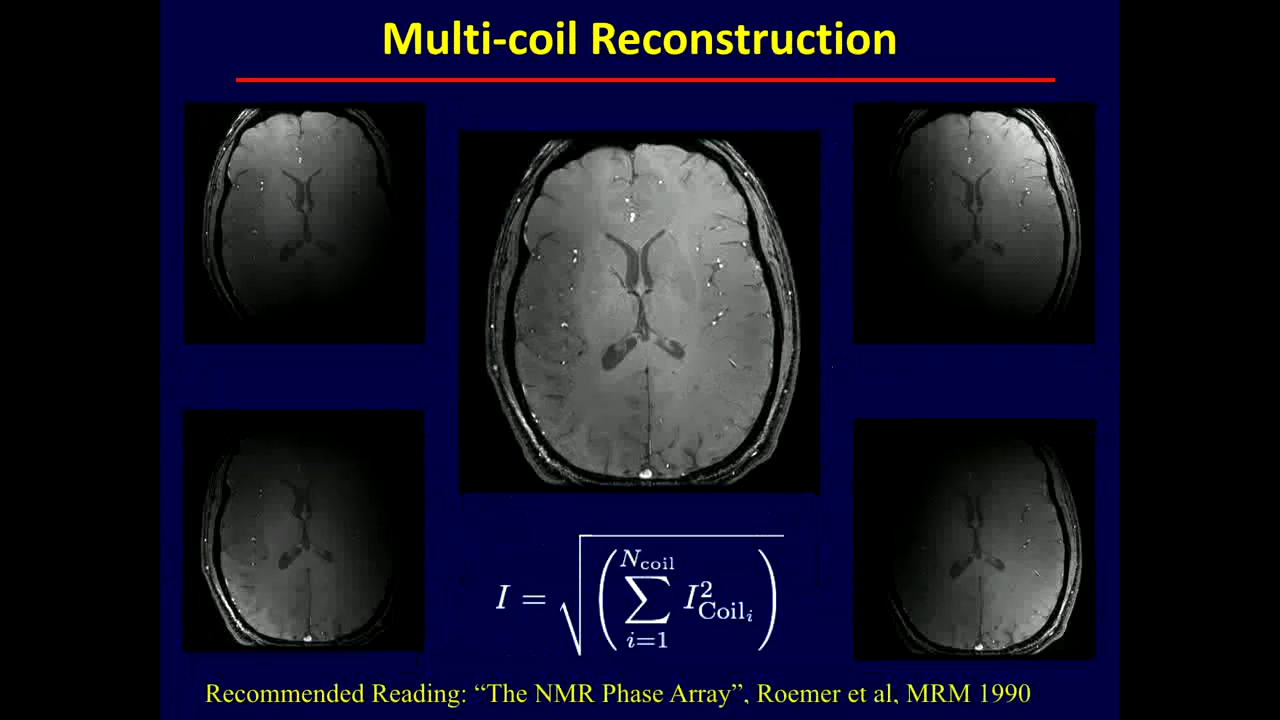 Multi-coil Reconstruction
I = √(∑_{i=1}^{N_coil} I²_{Coil_i})
Recommended Reading: “The NMR Phase Array”, Roemer et al, MRM 1990